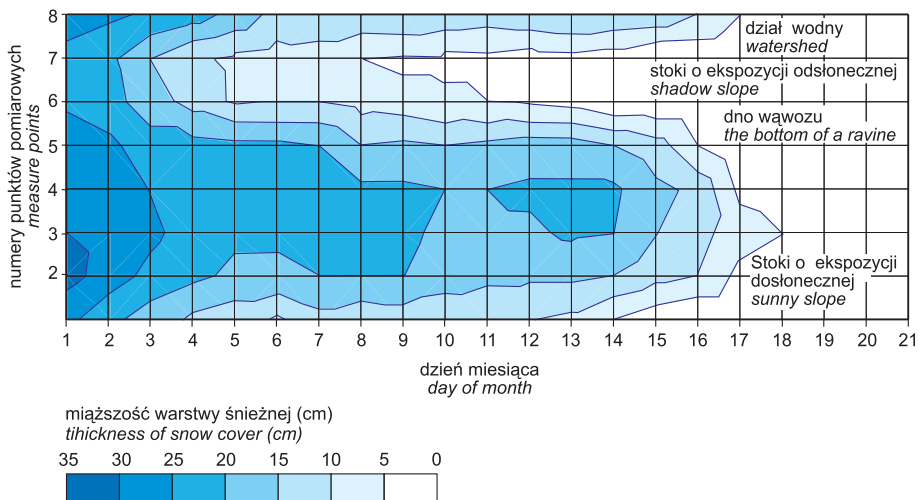 numery punktów pomiarowych
measure points
8
7
6
5
4
3
2
dział wodny
watershed
stoki o ekspozycji odsłonecznej
shadow slope
dno wąwozu
the bottom of a ravine
Stoki o ekspozycji
dosłonecznej
sunny slope
1 2 3 4 5 6 7 8 9 10 11 12 13 14 15 16 17 18 19 20 21
dzień miesiąca
day of month
miąższość warstwy śnieżnej (cm)
tihickness of snow cover (cm)
35 30 25 20 15 10 5 0